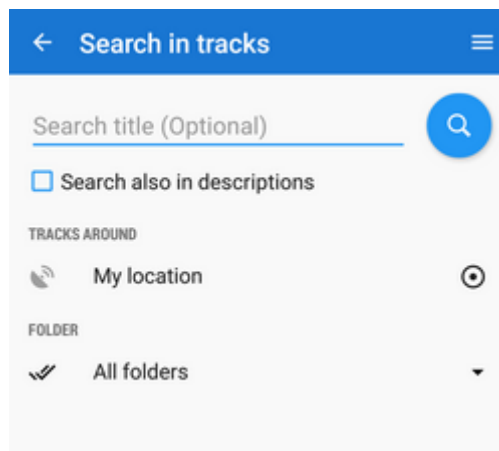 Search in tracks
Search title (Optional)
Search also in descriptions
TRACKS AROUND
My location
FOLDER
All folders